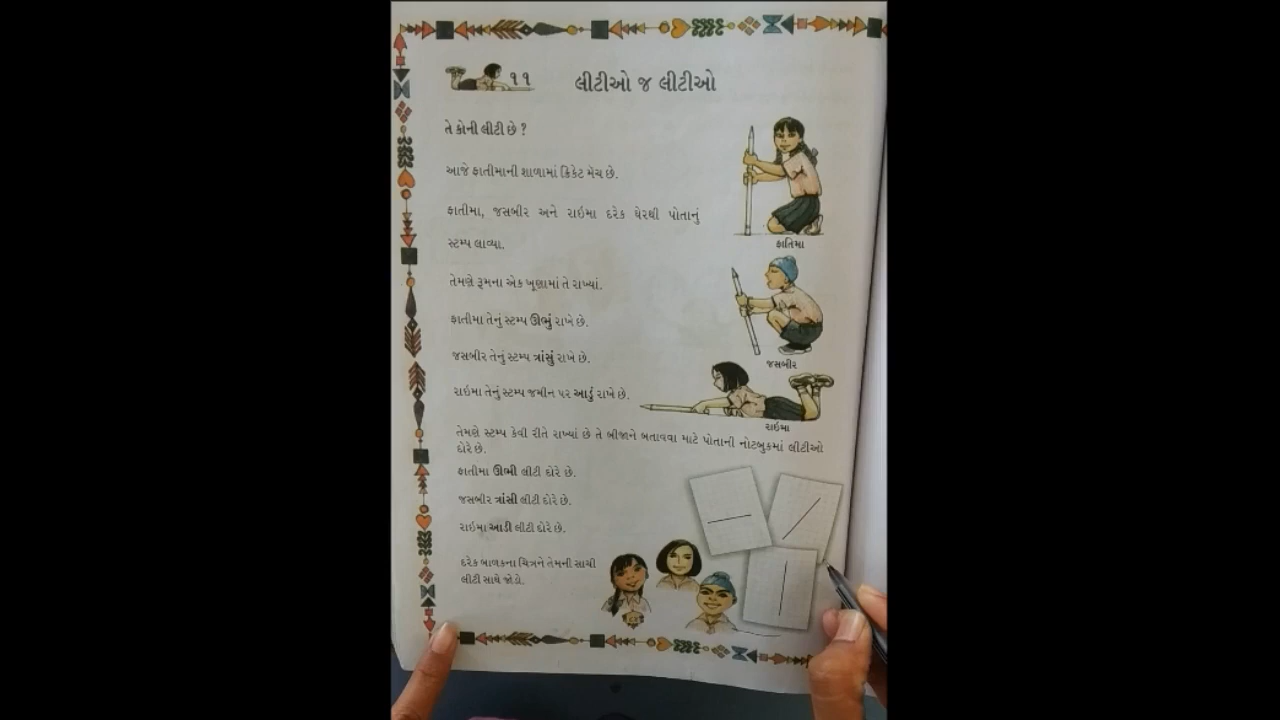 ૧૧ લીટીઓ જ લીટીઓ
તે કોની લીટી છે ?
આજે ફાતીમાની શાળામાં ક્રિકેટ મૅચ છે.
ફાતીમા, જસબીર અને રાઇમા દરેક ઘેરથી પોતાનું
સ્ટમ્પ લાવ્યા.
ફાતિમા
તેમણે રૂમના એક ખૂણામાં તે રાખ્યાં.
ફાતીમા તેનું સ્ટમ્પ ઊભું રાખે છે.
જસબીર તેનું સ્ટમ્પ ત્રાંસું રાખે છે.
જસબીર
રાઇમા તેનું સ્ટમ્પ જમીન પર આડું રાખે છે.
રાઇમા
તેમણે સ્ટમ્પ કેવી રીતે રાખ્યાં છે તે બીજાને બતાવવા માટે પોતાની નોટબુકમાં લીટીઓ
દોરે છે.
ફાતીમા ઊભી લીટી દોરે છે.
જસબીર ત્રાંસી લીટી દોરે છે.
રાઇમા આડી લીટી દોરે છે.
દરેક બાળકના ચિત્રને તેમની સાચી
લીટી સાથે જોડો.